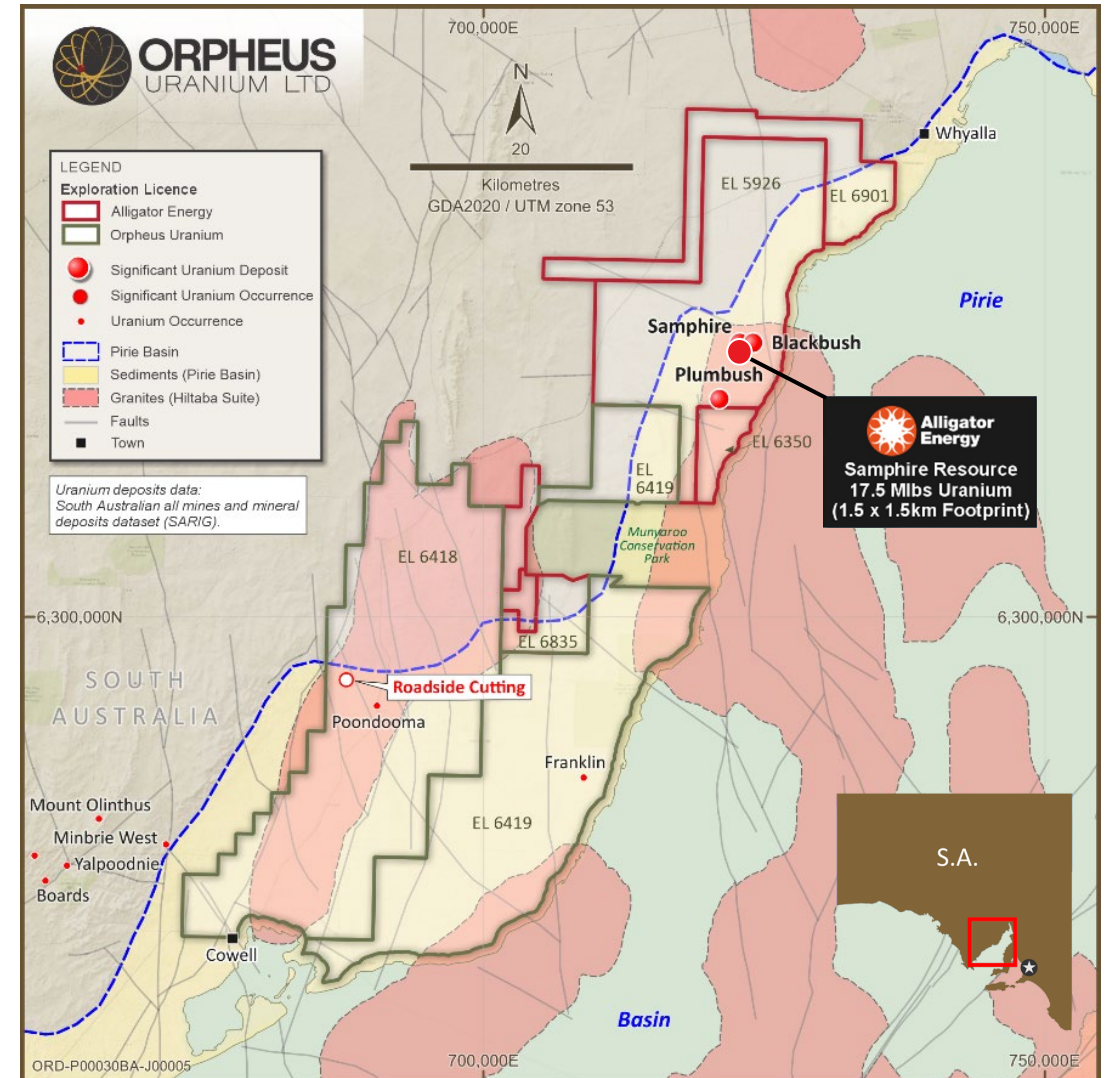 ORPHEUS
URANIUM LTD
700,000E
750,000E
N
20
Kilometres
GDA2020 / UTM zone 53
Whyalla
LEGEND
Exploration Licence
Alligator Energy
Orpheus Uranium
Significant Uranium Deposit
Significant Uranium Occurrence
Uranium Occurrence
Pirie Basin
Sediments (Pirie Basin)
Granites (Hiltaba Suite)
Faults
Town
Uranium deposits data:
South Australian all mines and mineral
deposits dataset (SARIG).
EL 5926
EL 6901
Pirie
Samphire
Blackbush
Plumbush
EL 6350
Alligator
Energy
Samphire Resource
17.5 Mlbs Uranium
(1.5 x 1.5km Footprint)
EL
6419
Munyaroo
Conservation
Park
EL 6418
6,300,000N
6,300,000N
EL 6835
SOUTH
AUSTRALIA
Roadside Cutting
Poondooma
Franklin
Mount Olinthus
Minbrie West
Yalpoodnie
Boards
EL 6419
S.A.
Cowell
Basin
ORD-P00030BA-J00005
700,000E
750,000E